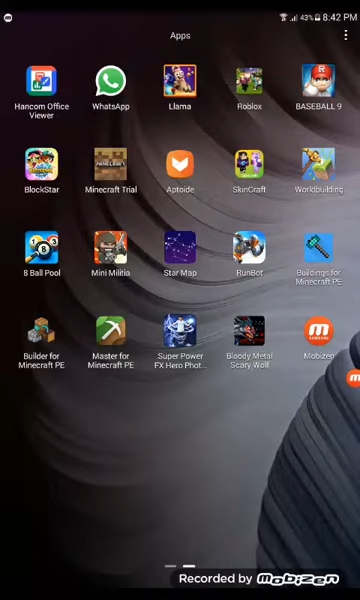 43% 8:42 PM
Apps
Hancom Office Viewer
WhatsApp
Llama
Roblox
BASEBALL 9
BlockStar
Minecraft Trial
Aptoide
SkinCraft
Worldbuilding
8 Ball Pool
Mini Militia
Star Map
RunBot
Buildings for Minecraft PE
Builder for Minecraft PE
Master for Minecraft PE
Super Power FX Hero Phot...
Bloody Metal Scary Wolf
Mobizen
Recorded by Mobizen